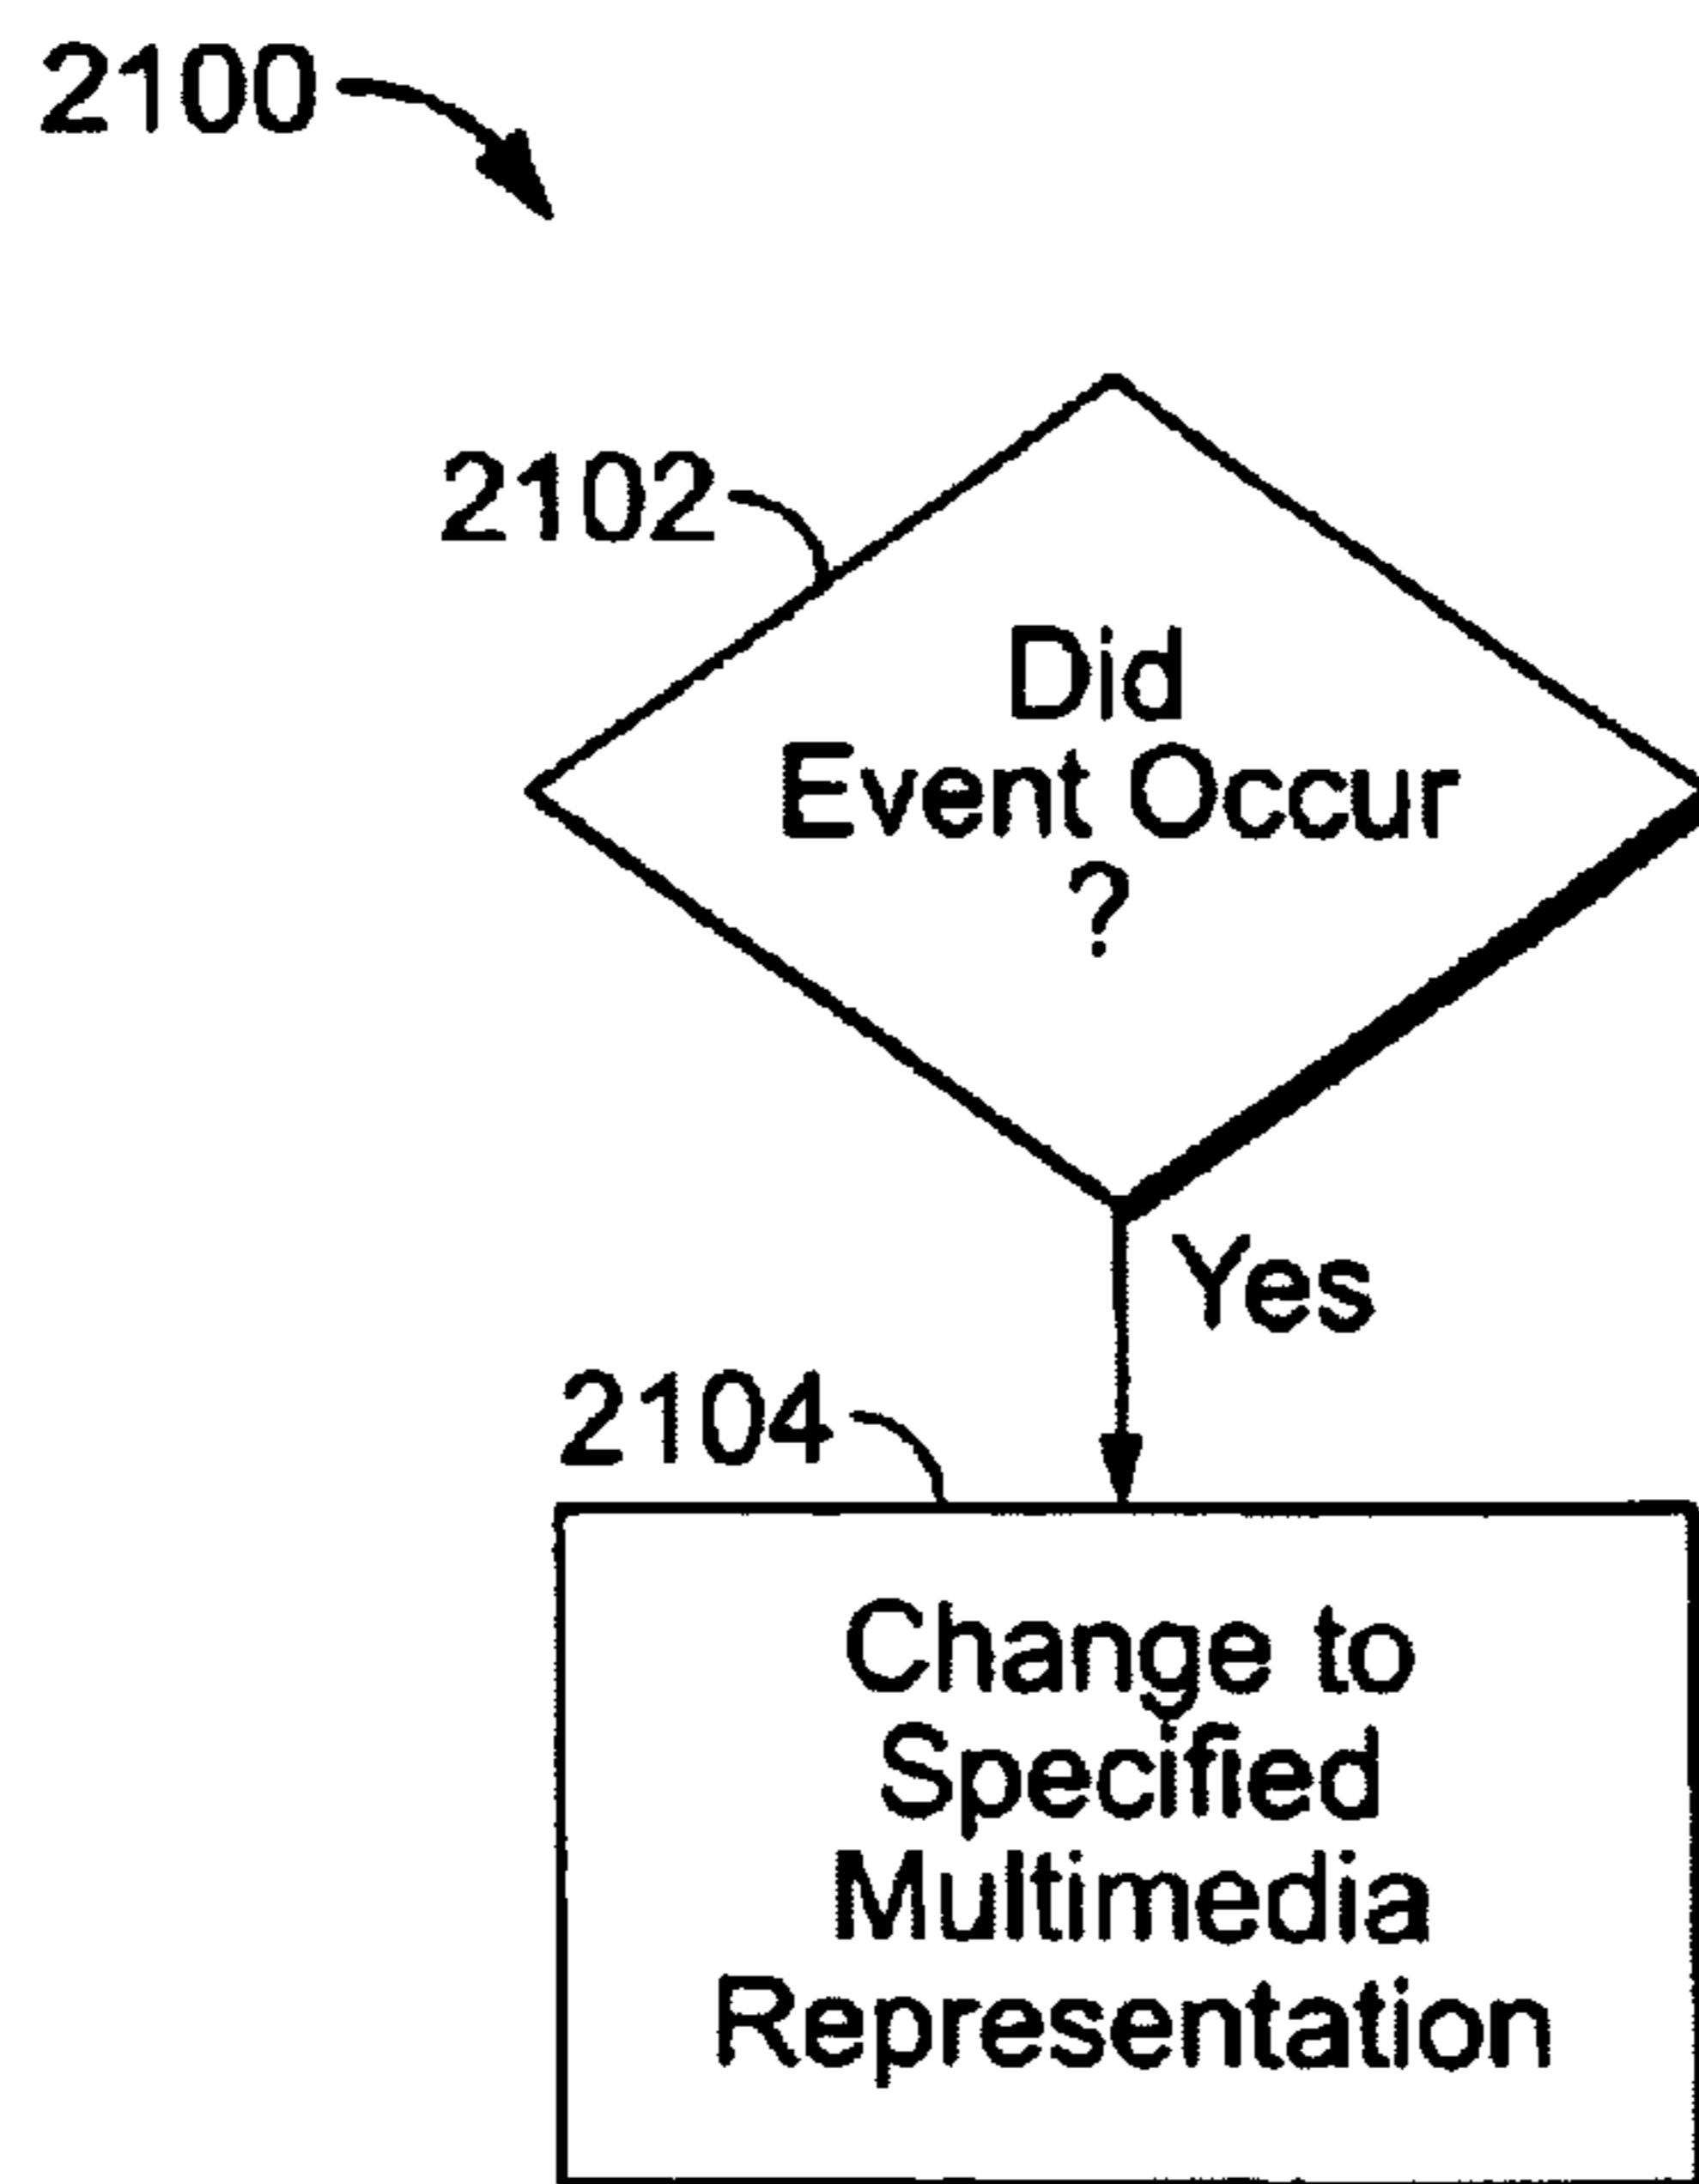 2100
2102
Did
Event Occur
?
Yes
2104
Change to
Specified
Multimedia
Representation